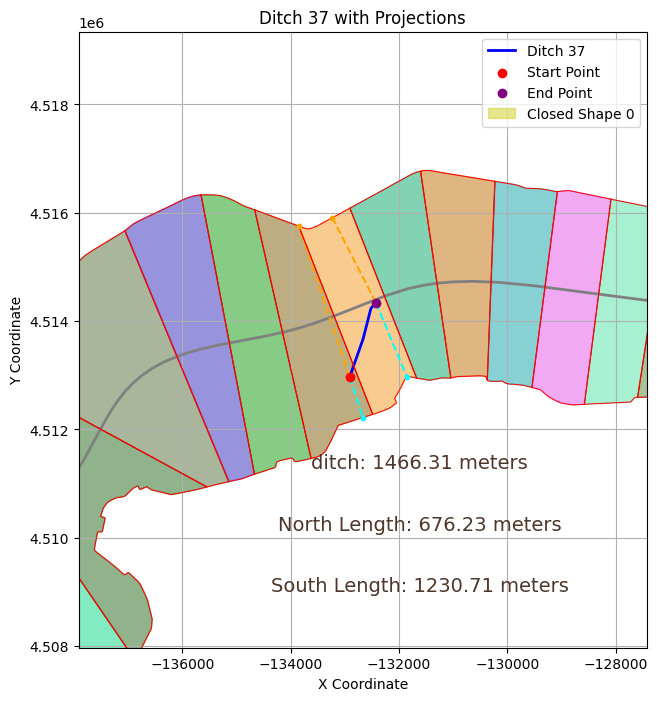 Ditch 37 with Projections
1e6
Ditch 37
Start Point
End Point
Closed Shape 0
4.518
4.516
4.514
4.512
4.510
4.508
Y Coordinate
ditch: 1466.31 meters
North Length: 676.23 meters
South Length: 1230.71 meters
−136000 −134000 −132000 −130000 −128000
X Coordinate